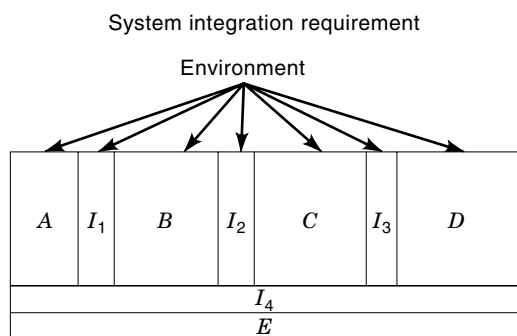 System integration requirement
Environment
A I₁ B I₂ C I₃ D
I₄
E